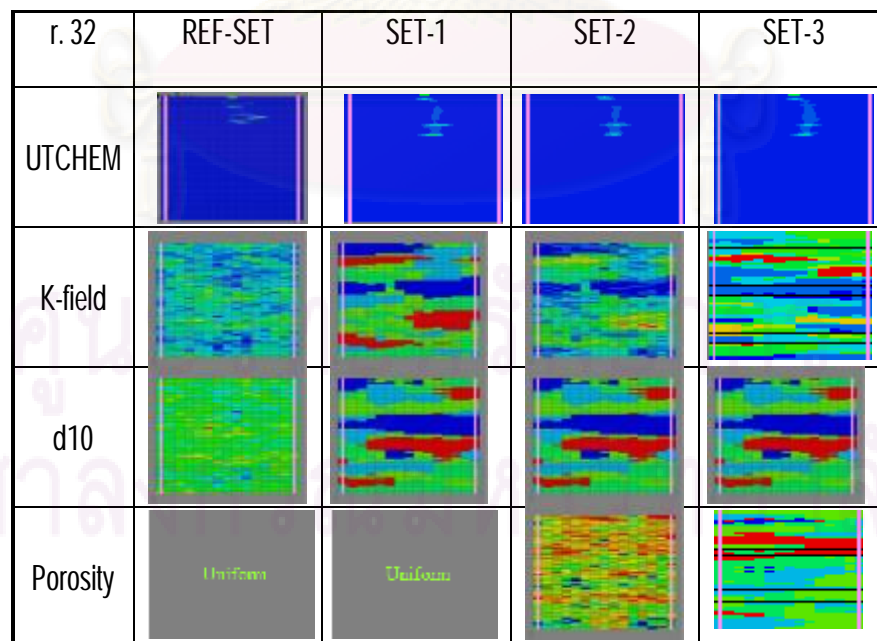 r. 32 REF-SET SET-1 SET-2 SET-3
UTCHEM
K-field
d10
Porosity Uniform Uniform